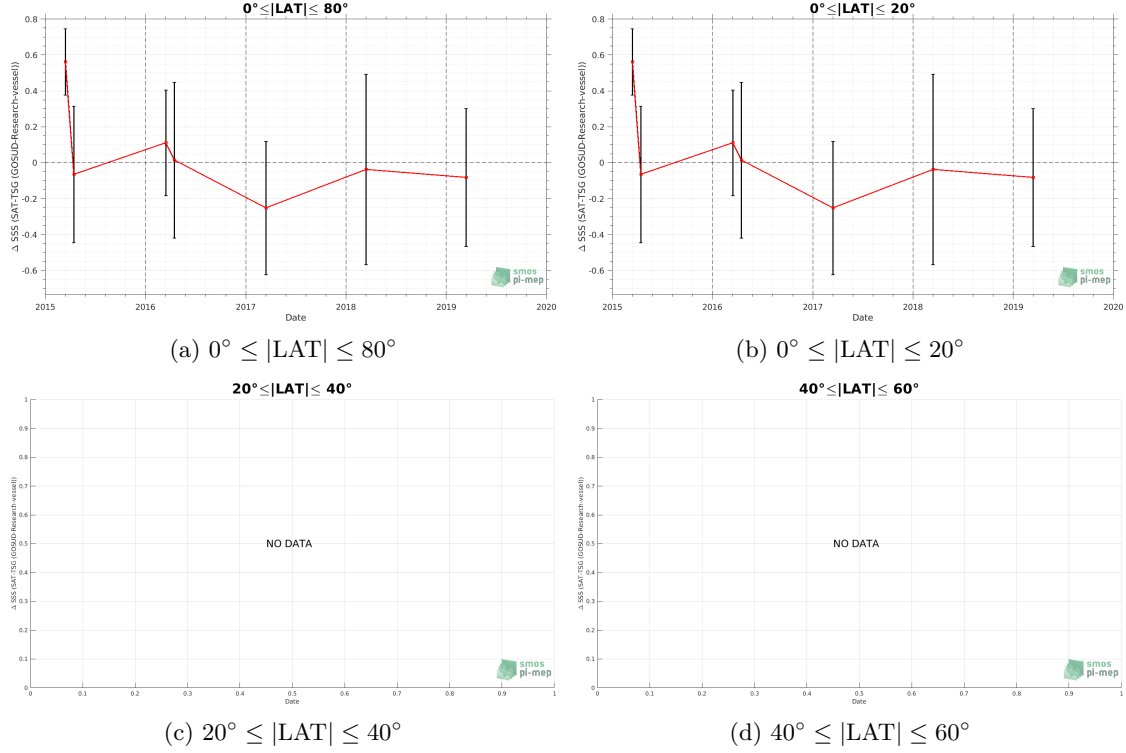 0°≤|LAT|≤ 80°
0.8
0.6
0.4
0.2
0
-0.2
-0.4
-0.6
Δ SSS (SAT-TSG (GOSUD-Research-vessel))
2015
2016
2017
2018
2019
2020
Date
smos
pi-mep
(a) 0° ≤ |LAT| ≤ 80°
0°≤|LAT|≤ 20°
0.8
0.6
0.4
0.2
0
-0.2
-0.4
-0.6
Δ SSS (SAT-TSG (GOSUD-Research-vessel))
2015
2016
2017
2018
2019
2020
Date
smos
pi-mep
(b) 0° ≤ |LAT| ≤ 20°
20°≤|LAT|≤ 40°
1
0.9
0.8
0.7
0.6
0.5
0.4
0.3
0.2
0.1
0
Δ SSS (SAT-TSG (GOSUD-Research-vessel))
NO DATA
0
0.1
0.2
0.3
0.4
0.5
0.6
0.7
0.8
0.9
1
Date
smos
pi-mep
(c) 20° ≤ |LAT| ≤ 40°
40°≤|LAT|≤ 60°
1
0.9
0.8
0.7
0.6
0.5
0.4
0.3
0.2
0.1
0
Δ SSS (SAT-TSG (GOSUD-Research-vessel))
NO DATA
0
0.1
0.2
0.3
0.4
0.5
0.6
0.7
0.8
0.9
1
Date
smos
pi-mep
(d) 40° ≤ |LAT| ≤ 60°